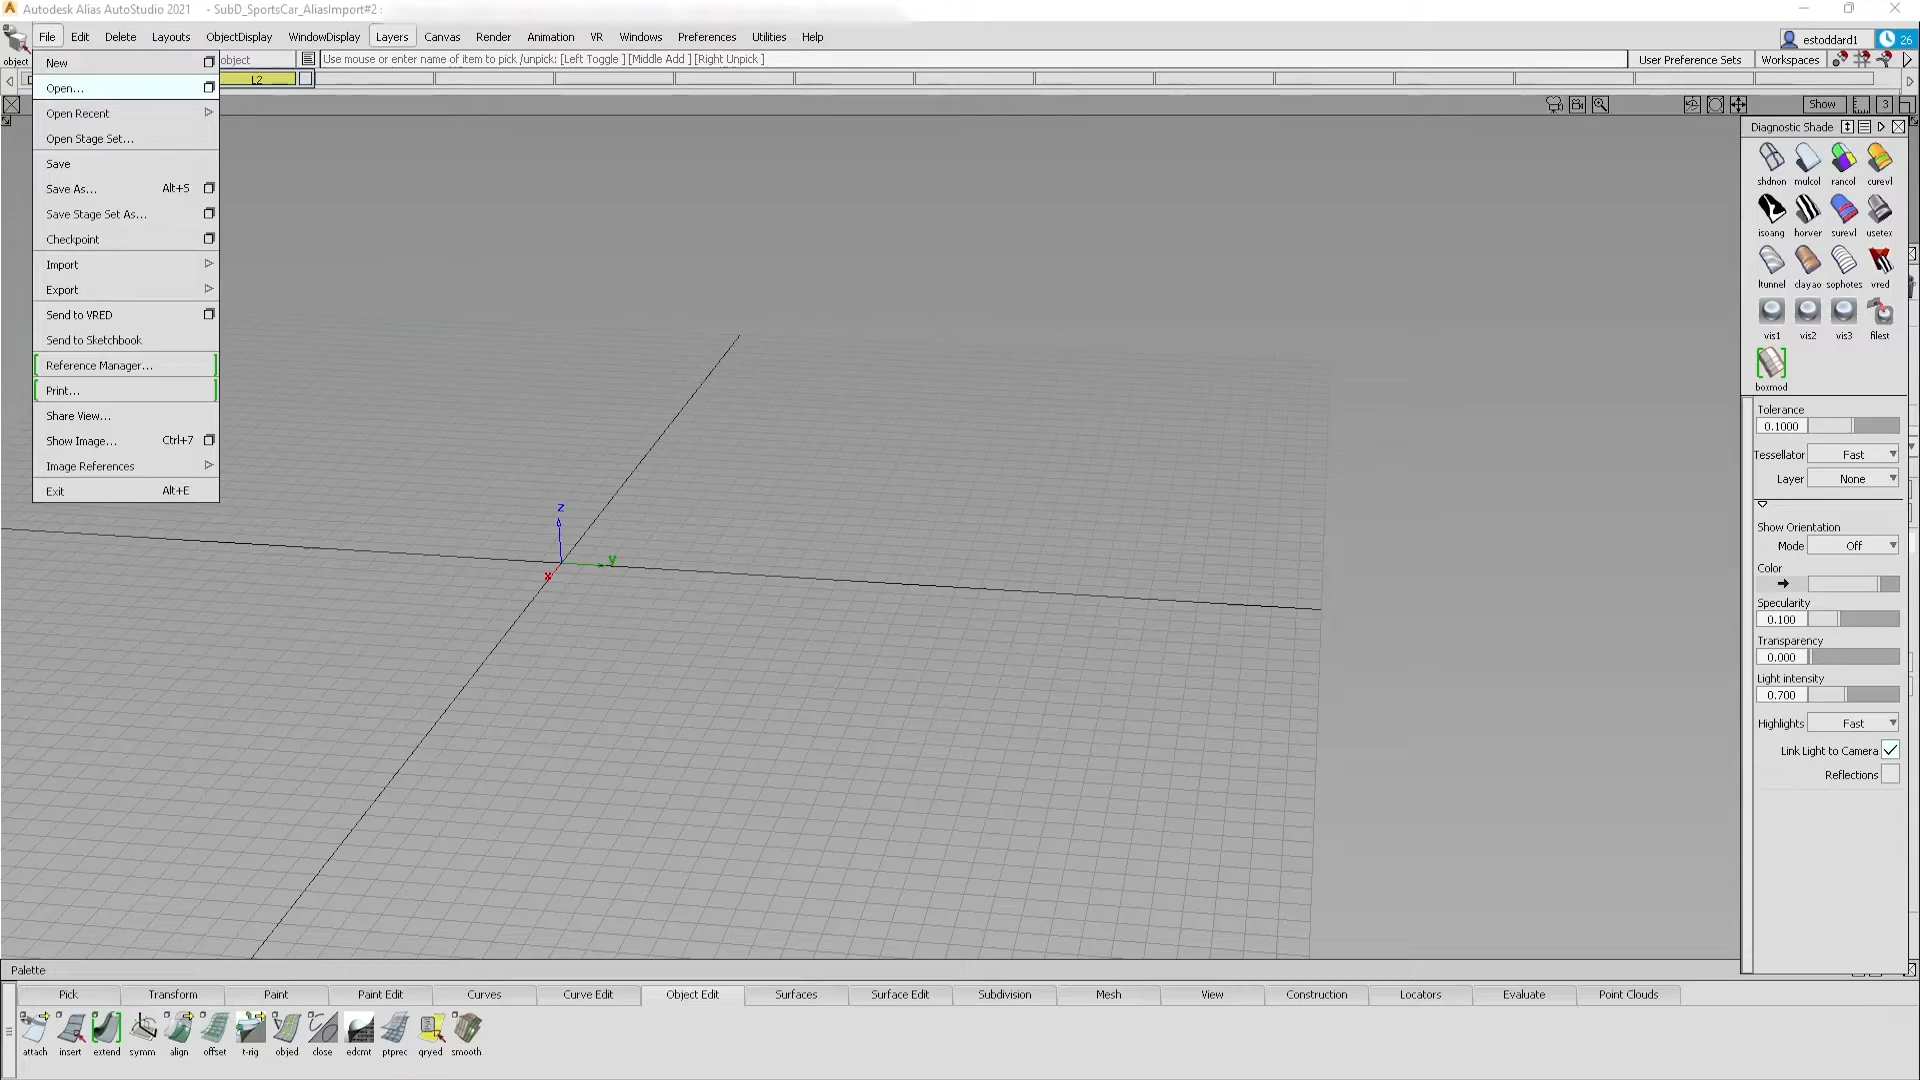 Autodesk Alias AutoStudio 2021 - SubD_SportsCar_AliasImport#2 :
File Edit Delete Layouts ObjectDisplay WindowDisplay Layers Canvas Render Animation VR Windows Preferences Utilities Help
estoddard1 26
object
object Use mouse or enter name of item to pick /unpick: [Left Toggle ] [Middle Add ] [Right Unpick ] User Preference Sets Workspaces
L2
Show 3
New
Open...
Open Recent
Open Stage Set...
Save
Save As... Alt+S
Save Stage Set As...
Checkpoint
Import
Export
Send to VRED
Send to Sketchbook
Reference Manager...
Print...
Share View...
Show Image... Ctrl+7
Image References
Exit Alt+E
z
y
x
Diagnostic Shade
shdnon mulcol rancol curevl
isoang horver surevl usetex
ltunnel clayao sophotes vred
vis1 vis2 vis3 filest
boxmod
Tolerance
0.1000
Tessellator Fast
Layer None
Show Orientation
Mode Off
Color
Specularity
0.100
Transparency
0.000
Light intensity
0.700
Highlights Fast
Link Light to Camera
Reflections
Palette
Pick Transform Paint Paint Edit Curves Curve Edit Object Edit Surfaces Surface Edit Subdivision Mesh View Construction Locators Evaluate Point Clouds
attach insert extend symm align offset t-rig objed close edcmt ptprec qryed smooth